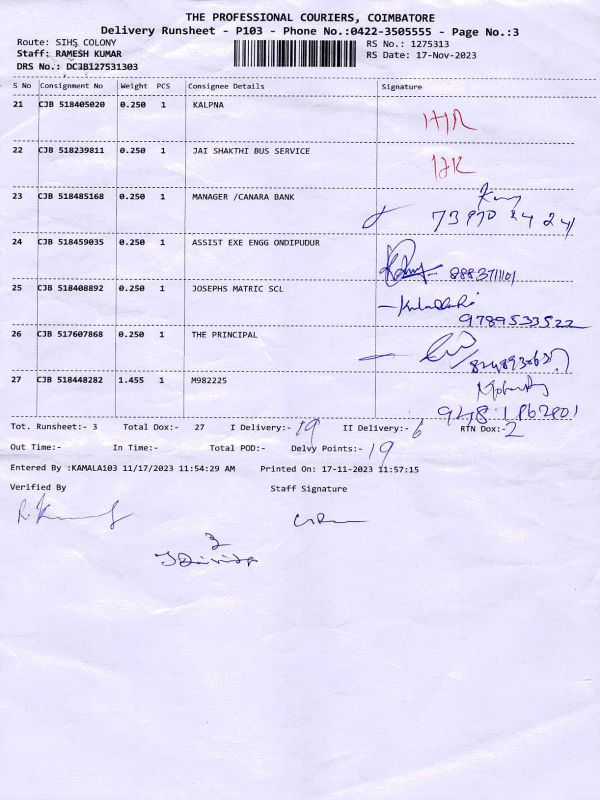 THE PROFESSIONAL COURIERS, COIMBATORE
Delivery Runsheet - P103 - Phone No.:0422-3505555 - Page No.:3
Route: SIHS COLONY RS No.: 1275313
Staff: RAMESH KUMAR RS Date: 17-Nov-2023
DRS No.: DCJB127531303
S No Consignment No Weight PCS Consignee Details Signature
21 CJB 518405020 0.250 1 KALPNA
22 CJB 518239811 0.250 1 JAI SHAKTHI BUS SERVICE
23 CJB 518485168 0.250 1 MANAGER /CANARA BANK
73970 24 241
24 CJB 518459035 0.250 1 ASSIST EXE ENGG ONDIPUDUR
8883711101
25 CJB 518408892 0.250 1 JOSEPHS MATRIC SCL
9789533522
26 CJB 517607868 0.250 1 THE PRINCIPAL
27 CJB 518448282 1.455 1 M982225
Tot. Runsheet:- 3 Total Dox:- 27 I Delivery:- 19 II Delivery:- 6 RTN Dox:- 2
Out Time:- In Time:- Total POD:- Delvy Points:- 19
Entered By :KAMALA103 11/17/2023 11:54:29 AM Printed On: 17-11-2023 11:57:15
Verified By Staff Signature